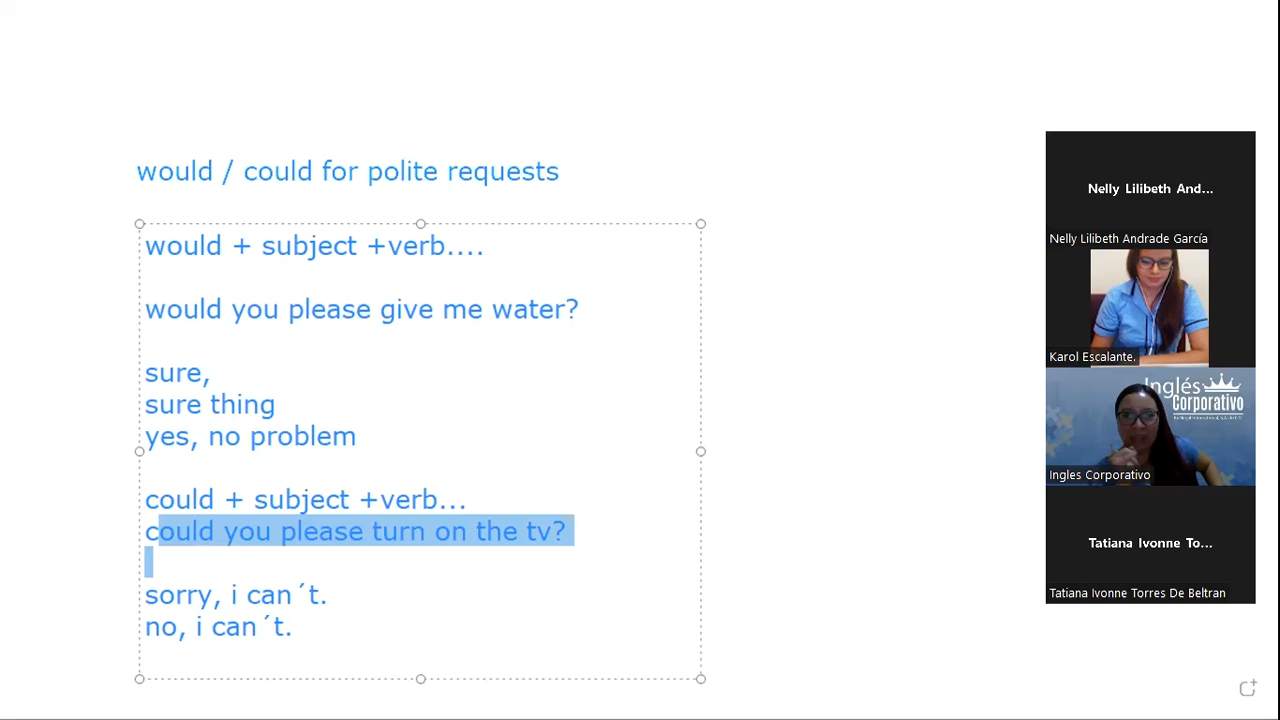 would / could for polite requests
would + subject +verb....
would you please give me water?
sure,
sure thing
yes, no problem
could + subject +verb...
could you please turn on the tv?
sorry, i can´t.
no, i can´t.
Nelly Lilibeth And...
Nelly Lilibeth Andrade García
Karol Escalante.
Inglés
Corporativo
Ingles Corporativo
Tatiana Ivonne To...
Tatiana Ivonne Torres De Beltran